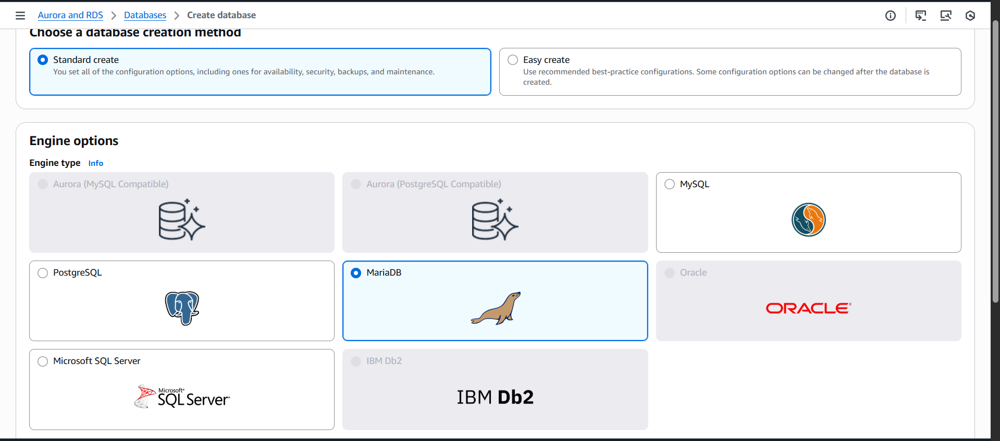 Aurora and RDS > Databases > Create database
Choose a database creation method
Standard create
You set all of the configuration options, including ones for availability, security, backups, and maintenance.
Easy create
Use recommended best-practice configurations. Some configuration options can be changed after the database is
created.
Engine options
Engine type Info
Aurora (MySQL Compatible)
Aurora (PostgreSQL Compatible)
MySQL
PostgreSQL
MariaDB
Oracle
ORACLE®
Microsoft SQL Server
Microsoft®
SQL Server®
IBM Db2
IBM Db2